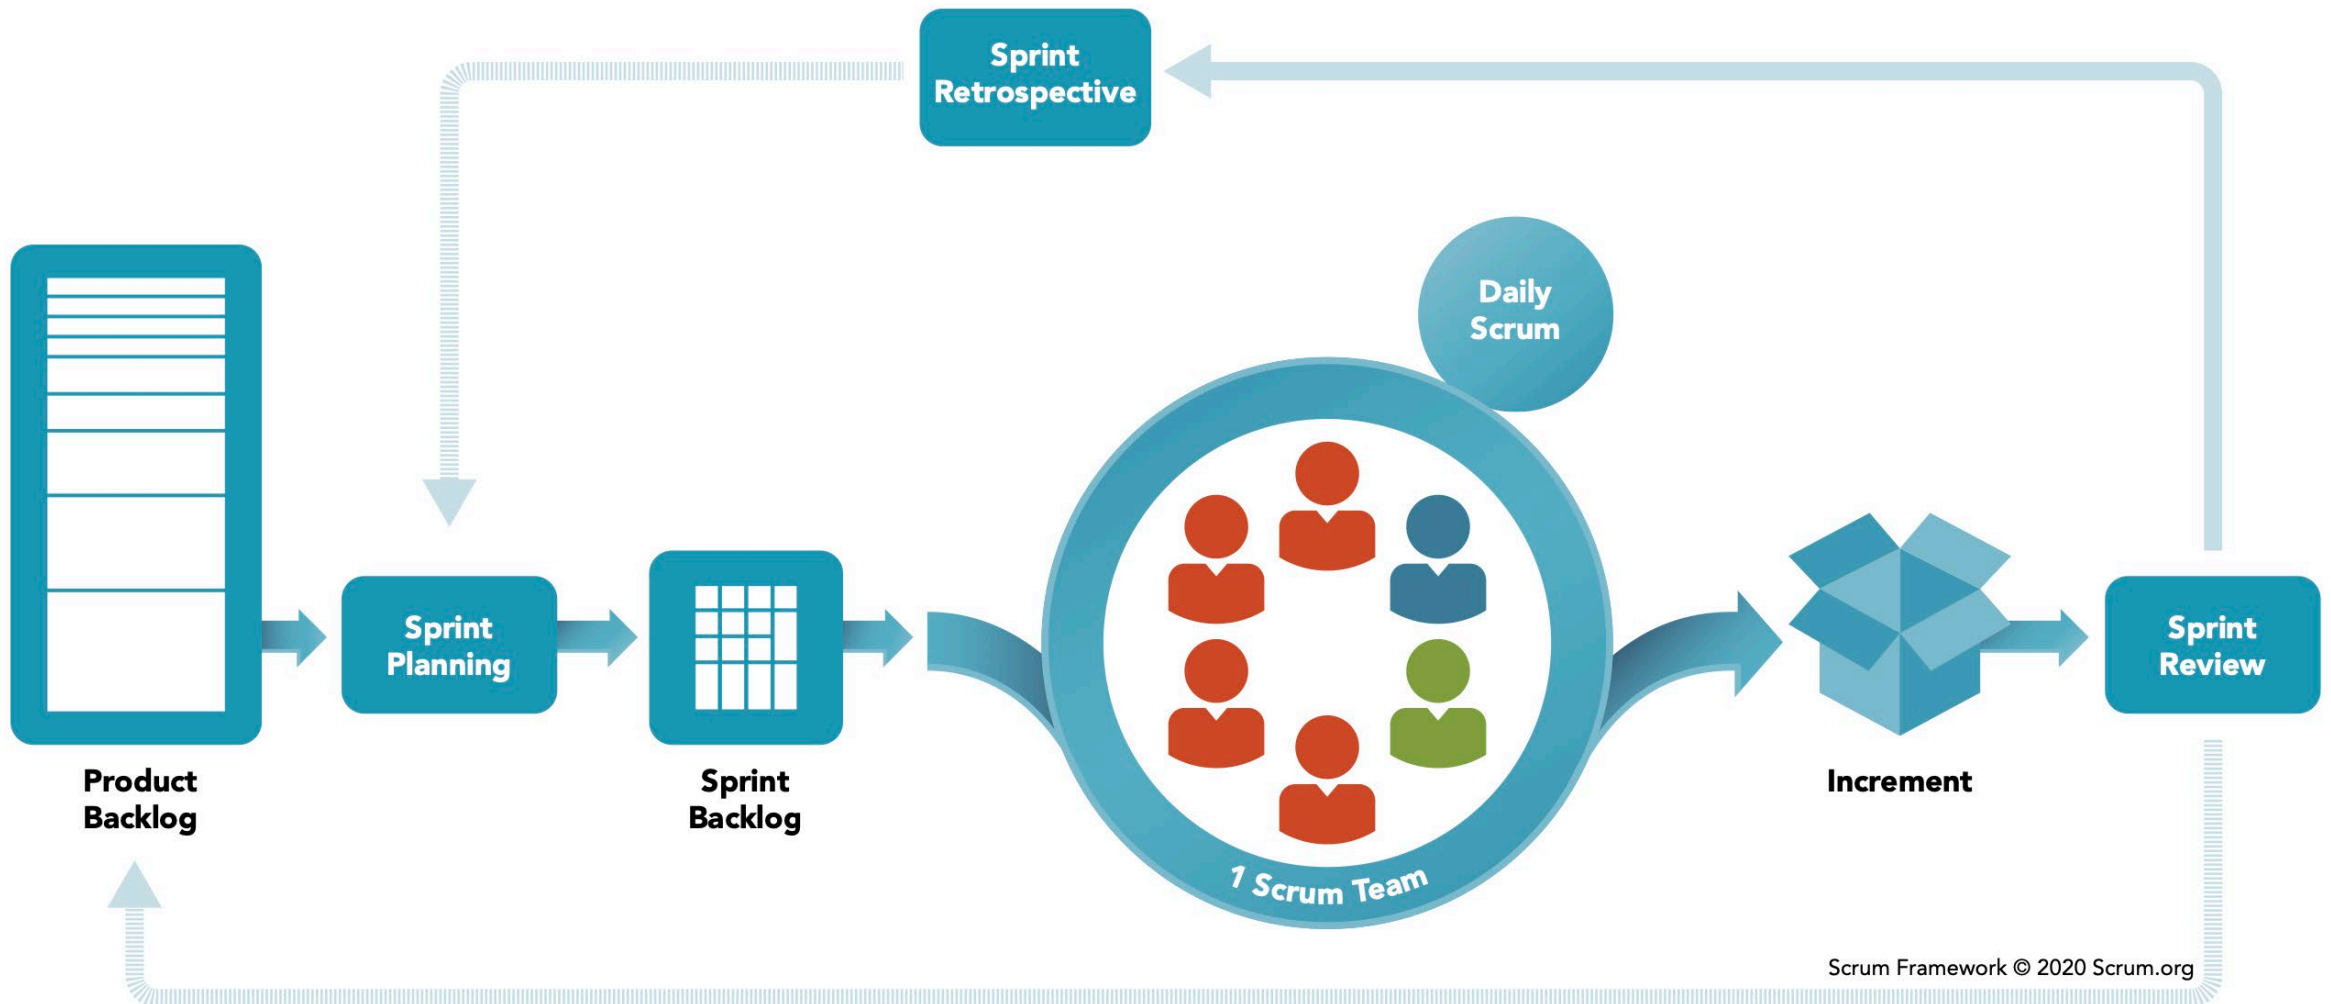 Sprint
Retrospective
Daily
Scrum
Sprint
Planning
Sprint
Review
Product
Backlog
Sprint
Backlog
Increment
1 Scrum Team
Scrum Framework © 2020 Scrum.org